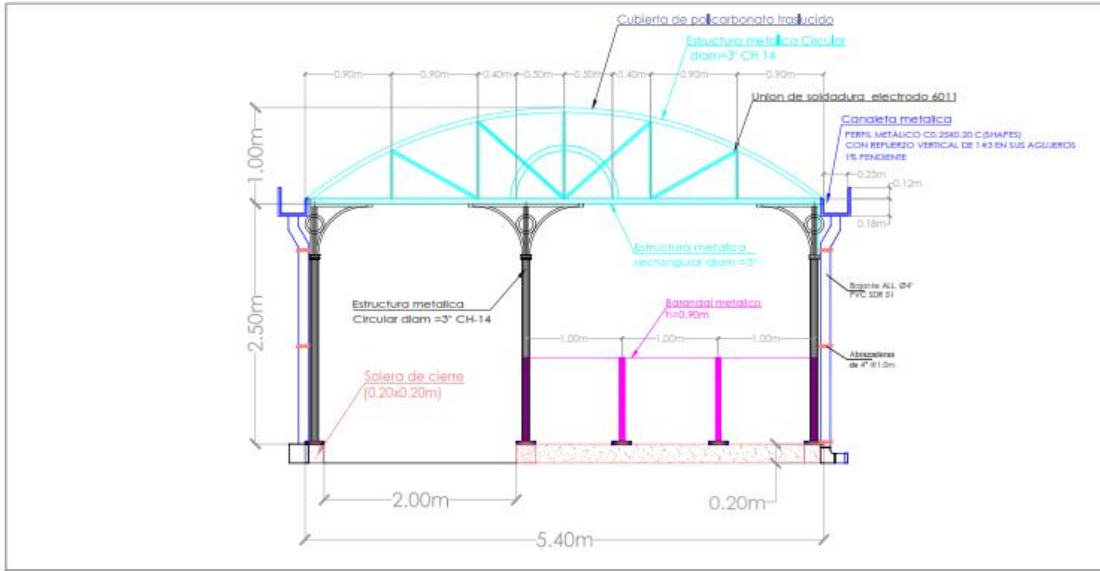 Cubierta de policarbonato traslucido
Estructura metalica Circular
diam=3" CH 14
0.90m
0.90m
0.40m
0.50m
0.50m
0.40m
0.90m
0.90m
Union de soldadura electrodo 6011
Canaleta metalica
PERFIL METÁLICO C0.25X0.20 C(SHAPES)
CON REFUERZO VERTICAL DE 1#3 EN SUS AGUJEROS
1% PENDIENTE
1.00m
0.25m
0.12m
0.18m
Estructura metalica
rectangular diam =3"
Estructura metalica
Circular diam =3" CH-14
Barandal metalico
h=0.90m
Bajante ALL. Ø4"
PVC SDR 51
2.50m
1.00m
1.00m
1.00m
Abrazaderas
de 4" @1.0m
Solera de cierre
(0.20x0.20m)
2.00m
0.20m
5.40m